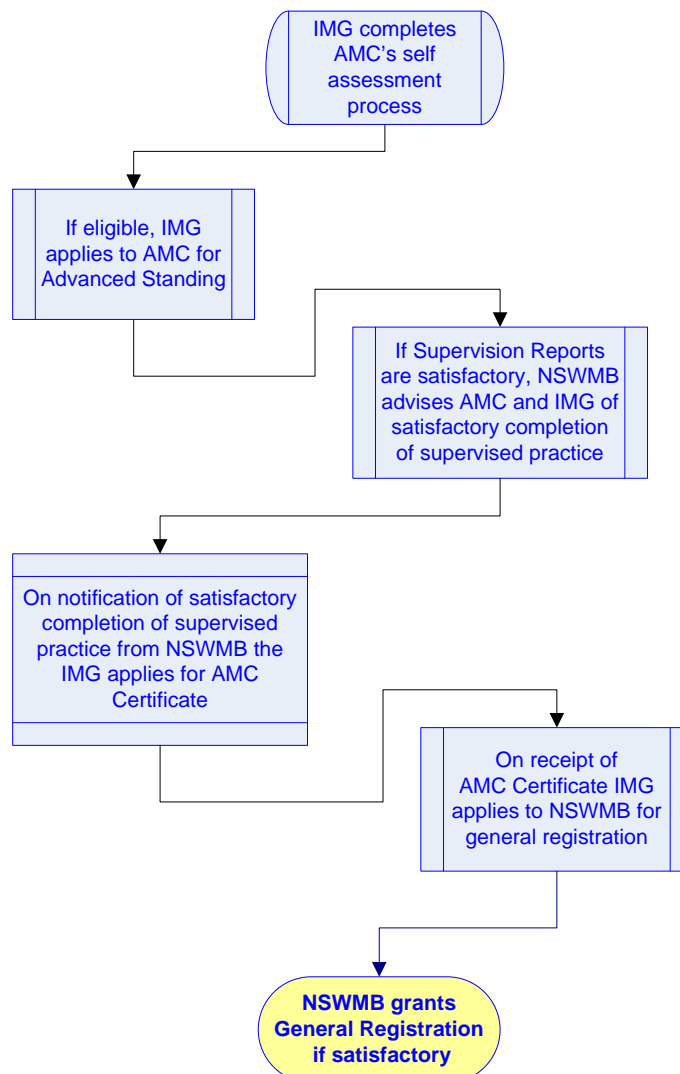 IMG completes
AMC's self
assessment
process
If eligible, IMG
applies to AMC for
Advanced Standing
If Supervision Reports
are satisfactory, NSWMB
advises AMC and IMG of
satisfactory completion
of supervised practice
On notification of satisfactory
completion of supervised
practice from NSWMB the
IMG applies for AMC
Certificate
On receipt of
AMC Certificate IMG
applies to NSWMB for
general registration
NSWMB grants
General Registration
if satisfactory